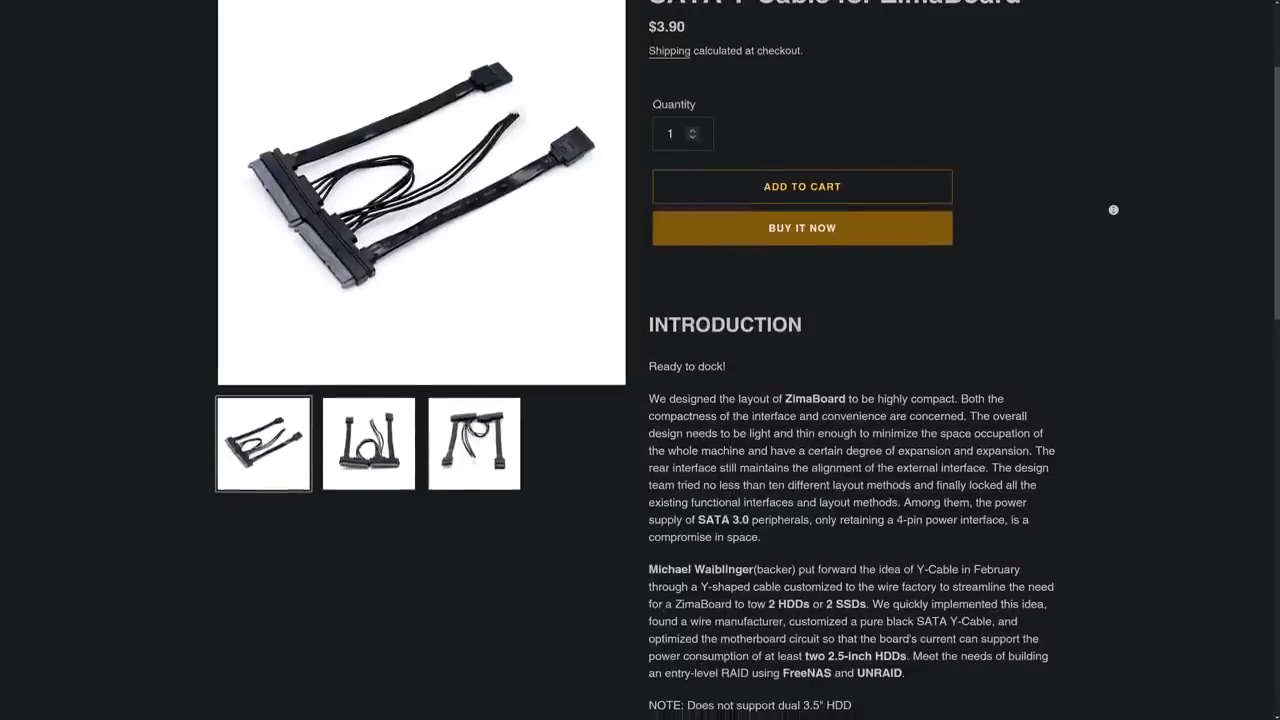 SATA Y-Cable for ZimaBoard
$3.90
Shipping calculated at checkout.
Quantity
1
ADD TO CART
BUY IT NOW
INTRODUCTION
Ready to dock!
We designed the layout of ZimaBoard to be highly compact. Both the
compactness of the interface and convenience are concerned. The overall
design needs to be light and thin enough to minimize the space occupation of
the whole machine and have a certain degree of expansion and expansion. The
rear interface still maintains the alignment of the external interface. The design
team tried no less than ten different layout methods and finally locked all the
existing functional interfaces and layout methods. Among them, the power
supply of SATA 3.0 peripherals, only retaining a 4-pin power interface, is a
compromise in space.
Michael Waiblinger(backer) put forward the idea of Y-Cable in February
through a Y-shaped cable customized to the wire factory to streamline the need
for a ZimaBoard to tow 2 HDDs or 2 SSDs. We quickly implemented this idea,
found a wire manufacturer, customized a pure black SATA Y-Cable, and
optimized the motherboard circuit so that the board's current can support the
power consumption of at least two 2.5-inch HDDs. Meet the needs of building
an entry-level RAID using FreeNAS and UNRAID.
NOTE: Does not support dual 3.5" HDD